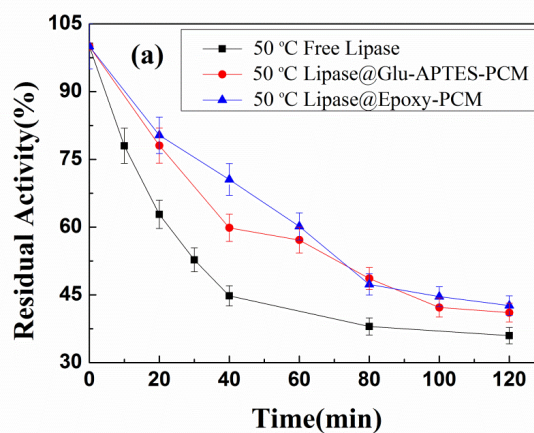 (a)
50 °C Free Lipase
50 °C Lipase@Glu-APTES-PCM
50 °C Lipase@Epoxy-PCM
Residual Activity(%)
105
90
75
60
45
30
0 20 40 60 80 100 120
Time(min)